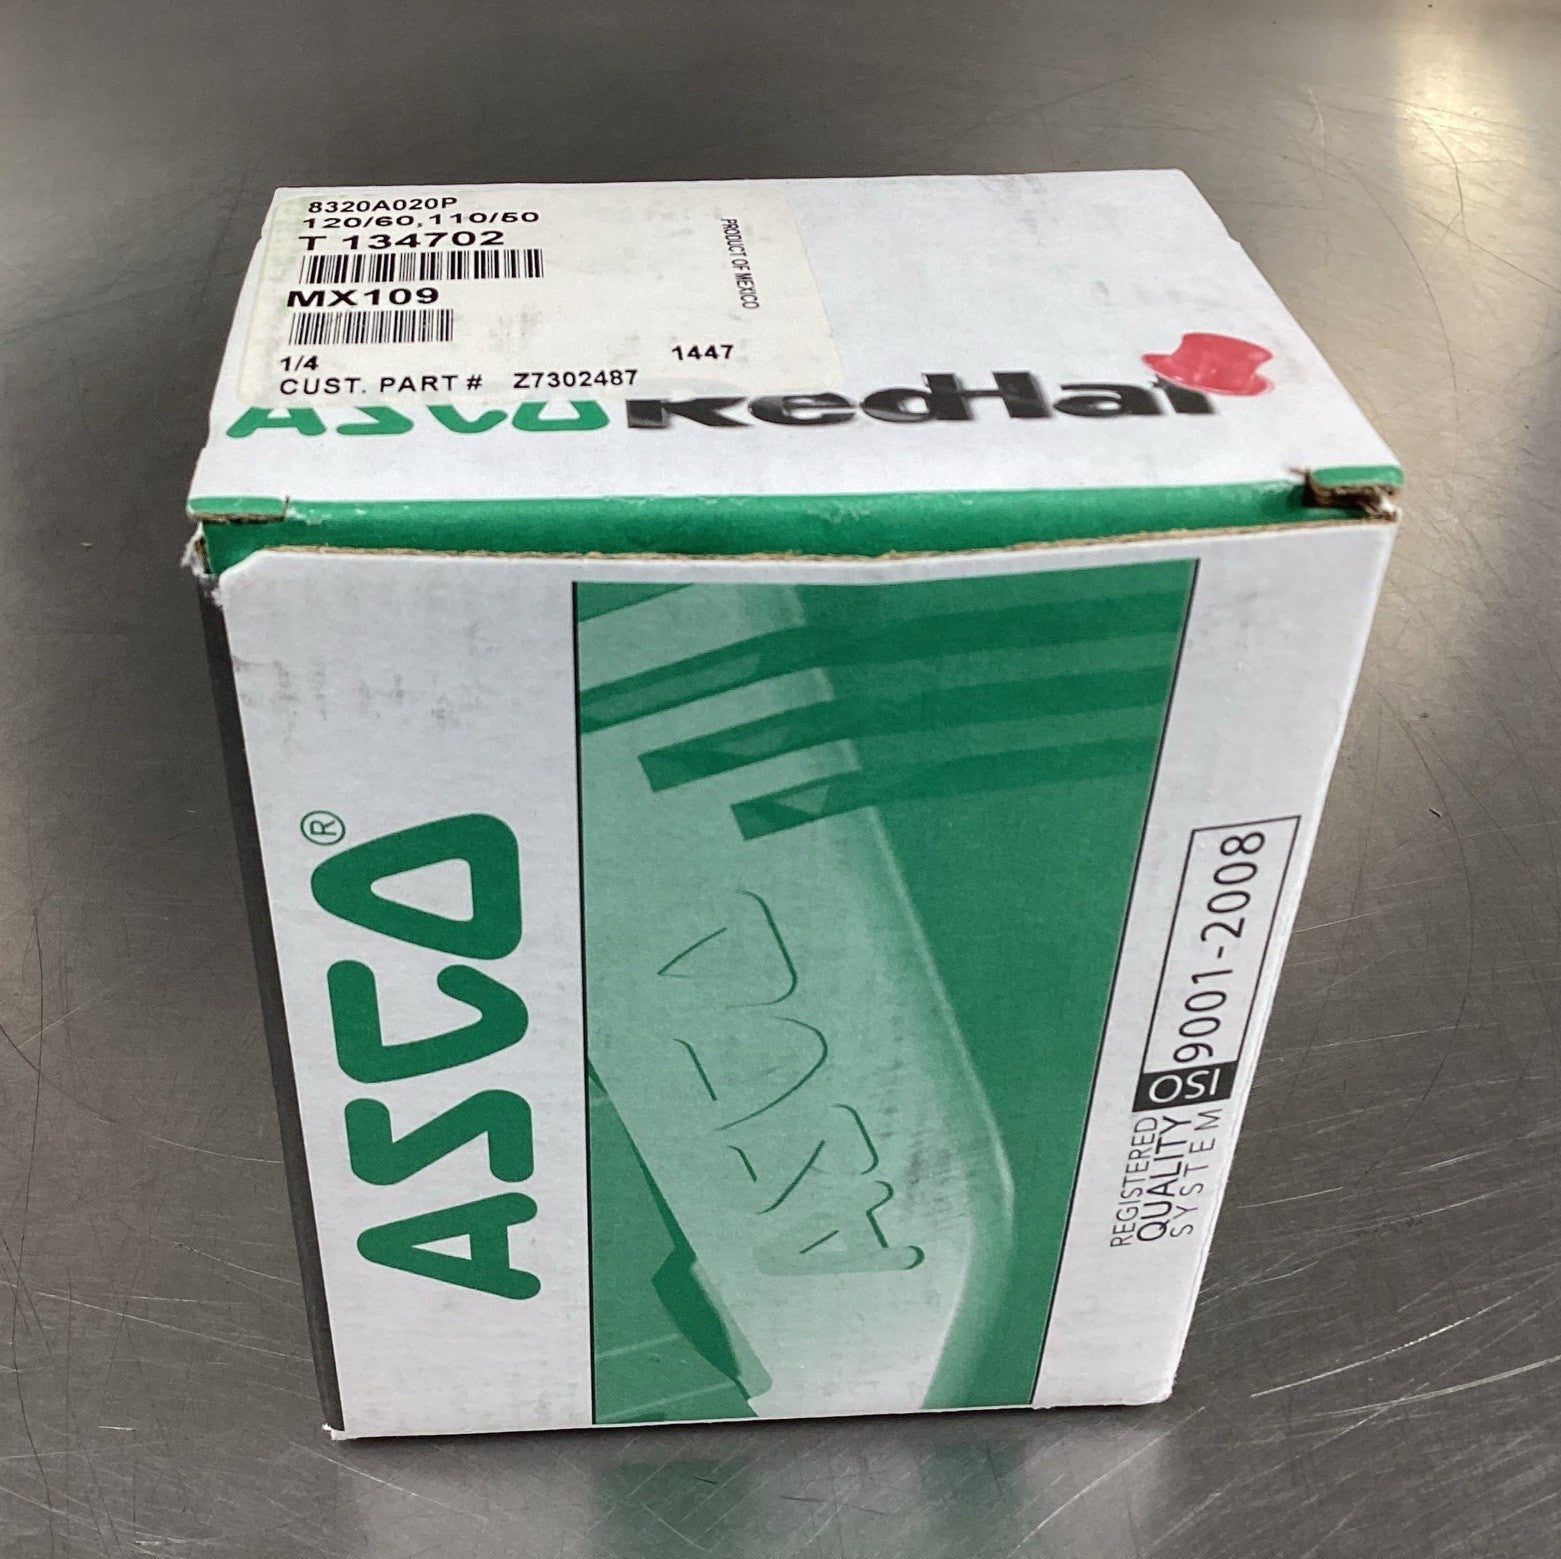 8320A020P
120/60,110/50
T 134702
MX109
1/4
1447
CUST. PART # Z7302487
PRODUCT OF MEXICO
ASCO RedHat
ASCO®
ASCO
REGISTERED
QUALITY
SYSTEM
ISO 9001-2008